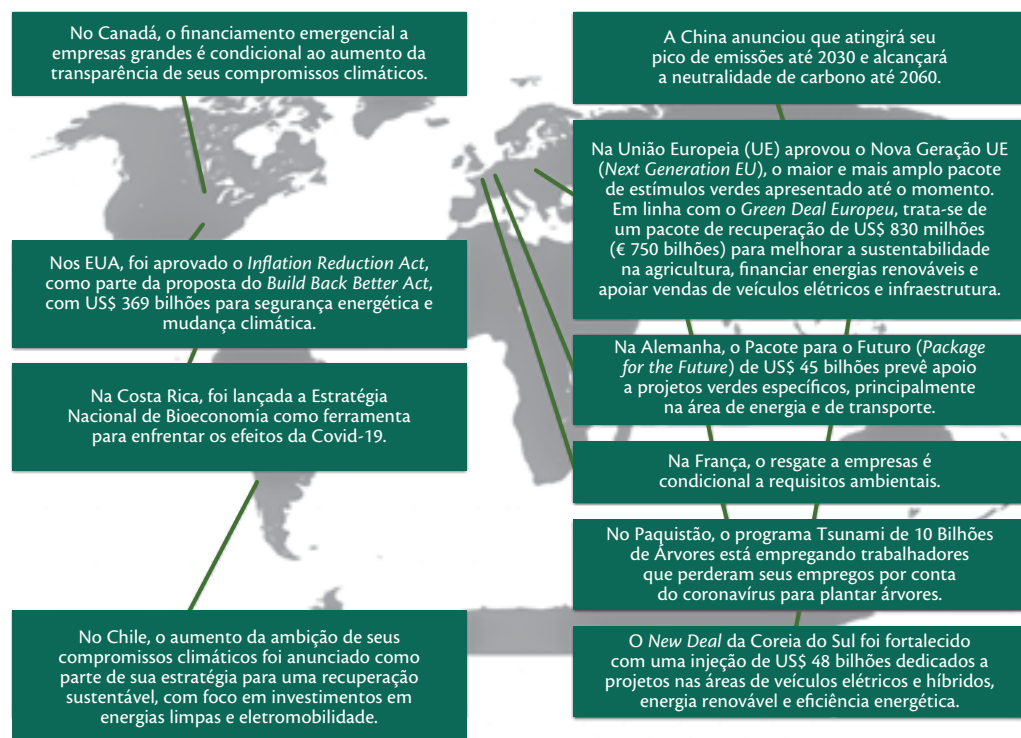 No Canadá, o financiamento emergencial a
empresas grandes é condicional ao aumento da
transparência de seus compromissos climáticos.
Nos EUA, foi aprovado o Inflation Reduction Act,
como parte da proposta do Build Back Better Act,
com US$ 369 bilhões para segurança energética e
mudança climática.
Na Costa Rica, foi lançada a Estratégia
Nacional de Bioeconomia como ferramenta
para enfrentar os efeitos da Covid-19.
No Chile, o aumento da ambição de seus
compromissos climáticos foi anunciado como
parte de sua estratégia para uma recuperação
sustentável, com foco em investimentos em
energias limpas e eletromobilidade.
A China anunciou que atingirá seu
pico de emissões até 2030 e alcançará
a neutralidade de carbono até 2060.
Na União Europeia (UE) aprovou o Nova Geração UE
(Next Generation EU), o maior e mais amplo pacote
de estímulos verdes apresentado até o momento.
Em linha com o Green Deal Europeu, trata-se de
um pacote de recuperação de US$ 830 milhões
(€ 750 bilhões) para melhorar a sustentabilidade
na agricultura, financiar energias renováveis e
apoiar vendas de veículos elétricos e infraestrutura.
Na Alemanha, o Pacote para o Futuro (Package
for the Future) de US$ 45 bilhões prevê apoio
a projetos verdes específicos, principalmente
na área de energia e de transporte.
Na França, o resgate a empresas é
condicional a requisitos ambientais.
No Paquistão, o programa Tsunami de 10 Bilhões
de Árvores está empregando trabalhadores
que perderam seus empregos por conta
do coronavírus para plantar árvores.
O New Deal da Coreia do Sul foi fortalecido
com uma injeção de US$ 48 bilhões dedicados a
projetos nas áreas de veículos elétricos e híbridos,
energia renovável e eficiência energética.